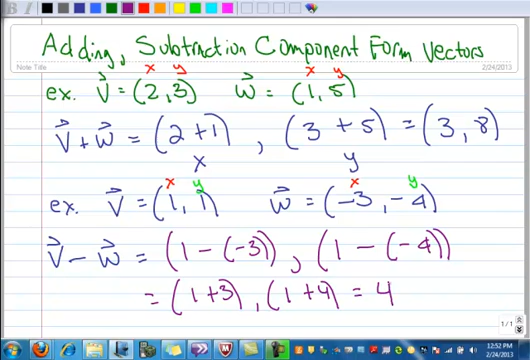 B I U
Adding, Subtraction Component Form Vectors
Note Title
2/24/2013
x y x y
ex. V⃗ = (2, 3) W⃗ = (1, 5)
V⃗ + W⃗ = (2 + 1) , (3 + 5) = (3, 8)
x y
x y x y
ex. V⃗ = (1, 1) W⃗ = (-3, -4)
V⃗ - W⃗ = (1 - (-3)) , (1 - (-4))
= (1 + 3) , (1 + 4) = 4
1/1
12:52 PM
2/24/2013